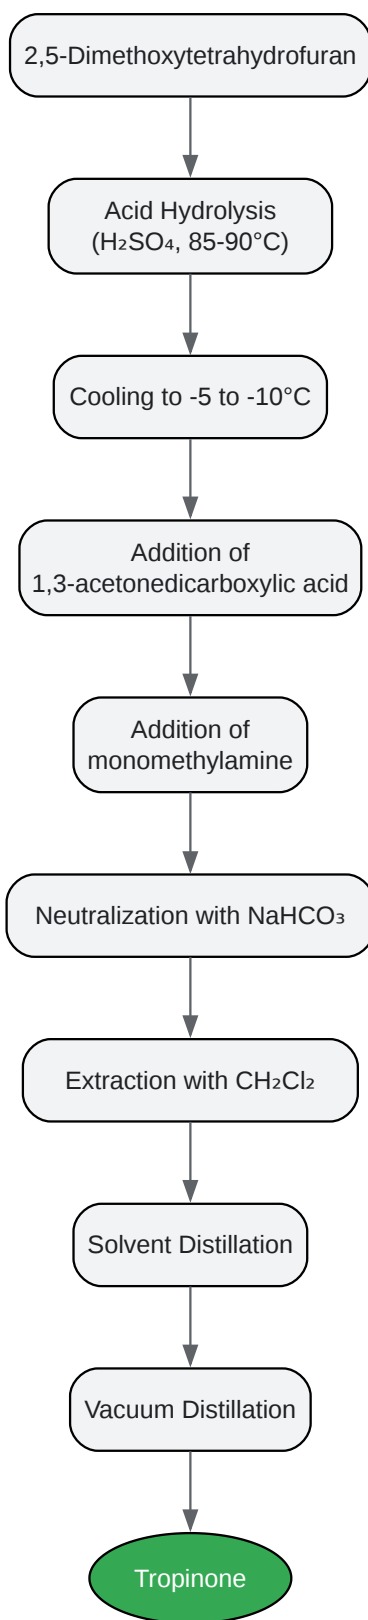 2,5-Dimethoxytetrahydrofuran
Acid Hydrolysis
(H₂SO₄, 85-90°C)
Cooling to -5 to -10°C
Addition of
1,3-acetonedicarboxylic acid
Addition of
monomethylamine
Neutralization with NaHCO₃
Extraction with CH₂Cl₂
Solvent Distillation
Vacuum Distillation
Tropinone